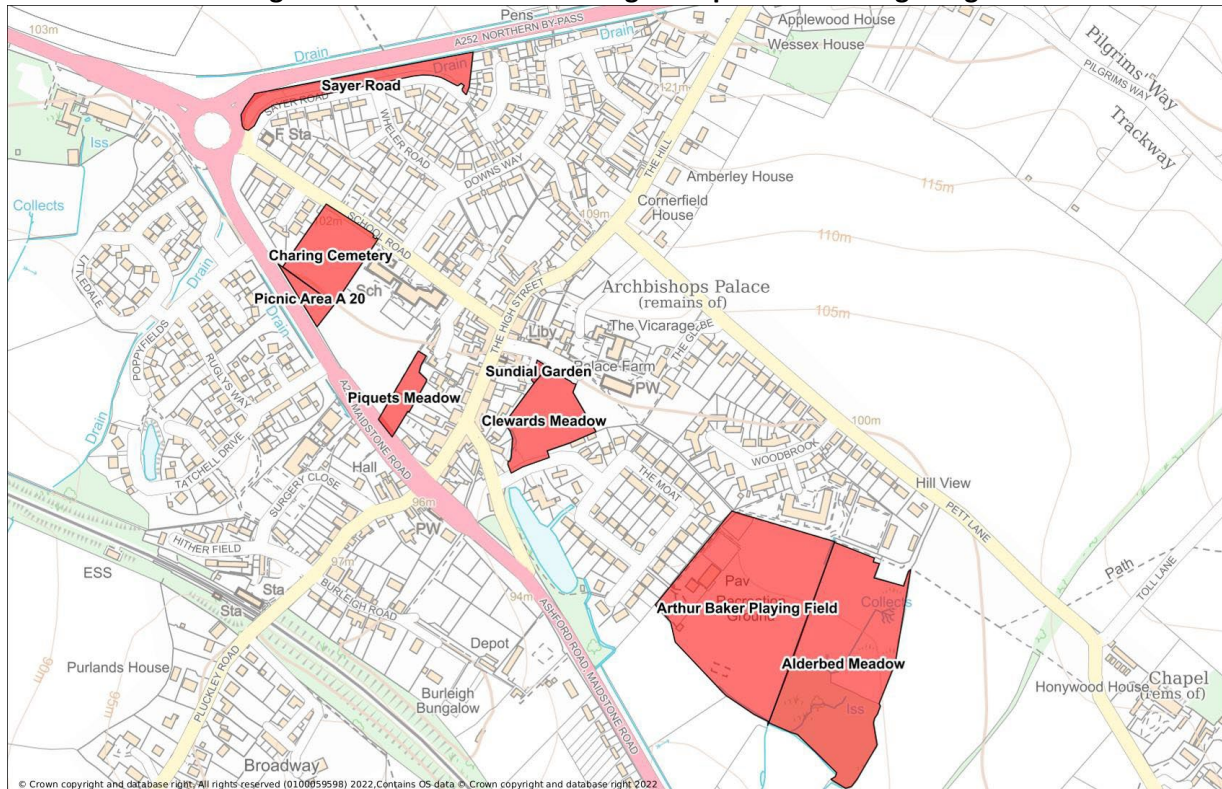 103m
Pens
A252 NORTHERN BY-PASS
Drain
Drain
Drain
Applewood House
Wessex House
Pilgrims' Way
PILGRIMS WAY
Trackway
Sayer Road
SAYER ROAD
121m
F Sta
WHELER ROAD
DOWNS WAY
THE HILL
Iss
Collects
Amberley House
115m
Cornerfield
House
109m
102m
SCHOOL ROAD
110m
LITTLEDALE
Drain
Charing Cemetery
Sch
Picnic Area A 20
Drain
THE HIGH STREET
Archbishops Palace
(remains of)
105m
Liby
The Vicarage
POPPYFIELDS
RUGLYS WAY
Sundial Garden
Palace Farm
PW
Piquets Meadow
MAIDSTONE ROAD
Clewards Meadow
100m
Drain
TATCHELL DRIVE
Hall
WOODBROOK
SURGERY CLOSE
THE MOAT
Hill View
96m
PW
PETT LANE
HITHER FIELD
ESS
97m
Sta
Sta
BURLEIGH ROAD
94m
Path
TOLL LANE
Pav
Recreation
Ground
Arthur Baker Playing Field
Collects
ASHFORD ROAD
MAIDSTONE ROAD
Depot
Alderbed Meadow
90m
95m
Purlands House
PLUCKLEY ROAD
Burleigh
Bungalow
Iss
Honywood House
Chapel
(rems of)
Broadway
© Crown copyright and database right. All rights reserved (0100059598) 2022,Contains OS data © Crown copyright and database right 2022